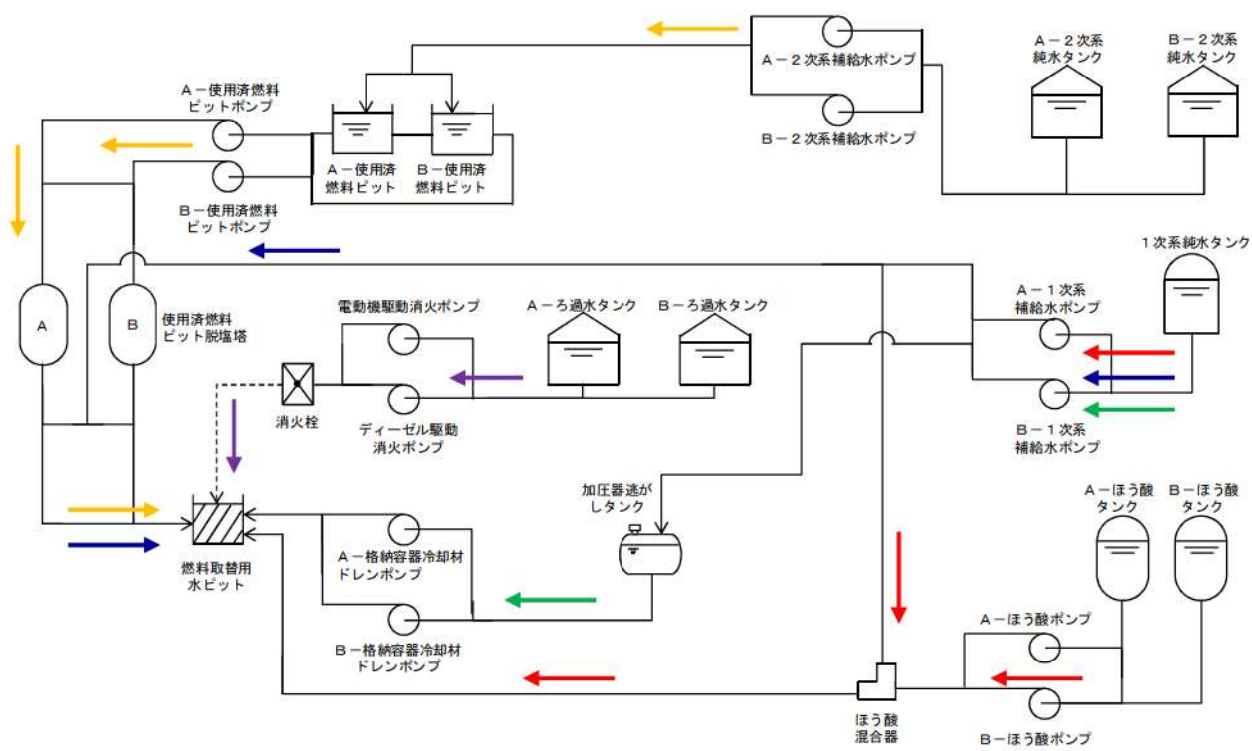 A-2次系補給水ポンプ
B-2次系補給水ポンプ
A-2次系
純水タンク
B-2次系
純水タンク
A-使用済燃料
ピットポンプ
B-使用済燃料
ピットポンプ
A-使用済
燃料ピット
B-使用済
燃料ピット
1次系純水タンク
A-1次系
補給水ポンプ
B-1次系
補給水ポンプ
A
B
使用済燃料
ピット脱塩塔
電動機駆動消火ポンプ
A-ろ過水タンク
B-ろ過水タンク
消火栓
ディーゼル駆動
消火ポンプ
加圧器逃が
しタンク
A-ほう酸
タンク
B-ほう酸
タンク
燃料取替用
水ピット
A-格納容器冷却材
ドレンポンプ
B-格納容器冷却材
ドレンポンプ
A-ほう酸ポンプ
B-ほう酸ポンプ
ほう酸
混合器